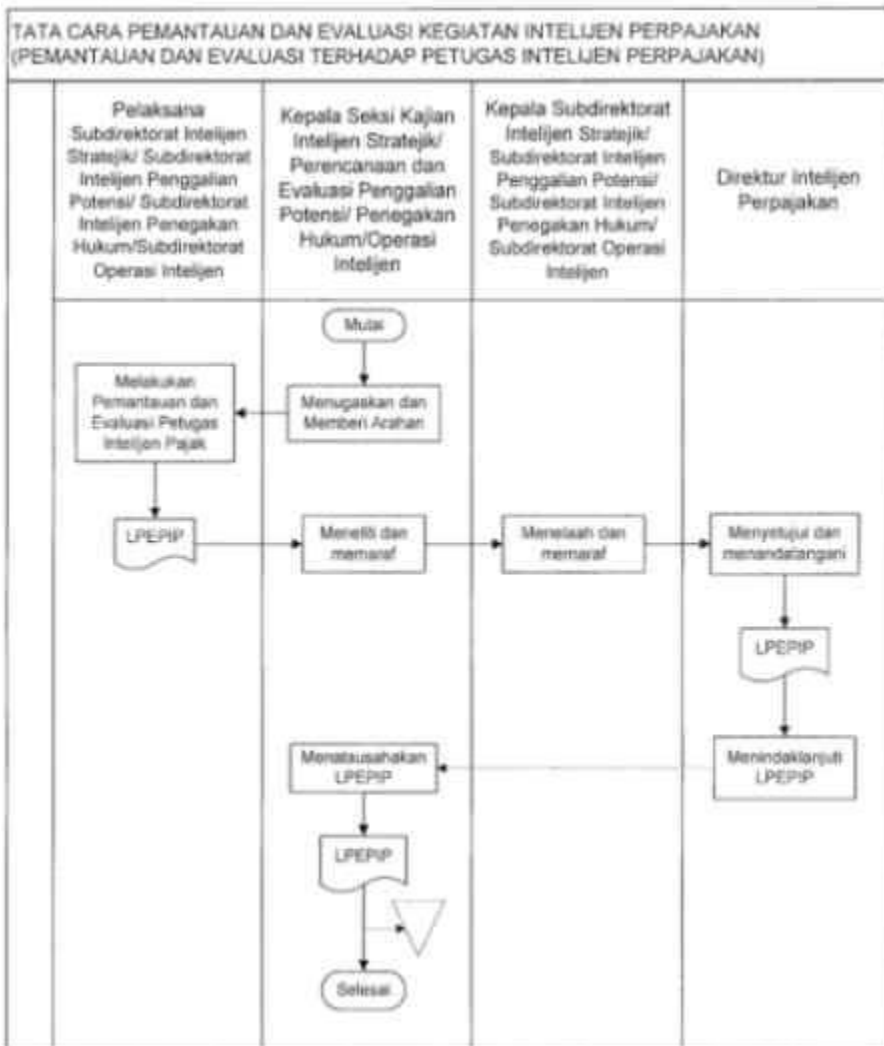 TATA CARA PEMANTAUAN DAN EVALUASI KEGIATAN INTELIJEN PERPAJAKAN
(PEMANTAUAN DAN EVALUASI TERHADAP PETUGAS INTELIJEN PERPAJAKAN)
Pelaksana
Subdirektorat Intelijen
Stratejik/ Subdirektorat
Intelijen Penggalian
Potensi/ Subdirektorat
Intelijen Penegakan
Hukum/Subdirektorat
Operasi Intelijen
Kepala Seksi Kajian
Intelijen Stratejik/
Perencanaan dan
Evaluasi Penggalian
Potensi/ Penegakan
Hukum/Operasi
Intelijen
Kepala Subdirektorat
Intelijen Stratejik/
Subdirektorat Intelijen
Penggalian Potensi/
Subdirektorat Intelijen
Penegakan Hukum/
Subdirektorat Operasi
Intelijen
Direktur Intelijen
Perpajakan
Mulai
Menugaskan dan
Memberi Arahan
Melakukan
Pemantauan dan
Evaluasi Petugas
Intelijen Pajak
LPEPIP
Meneliti dan
memaraf
Menelaah dan
memaraf
Menyetujui dan
menandatangani
LPEPIP
Menindaklanjuti
LPEPIP
Menatausahakan
LPEPIP
LPEPIP
Selesai